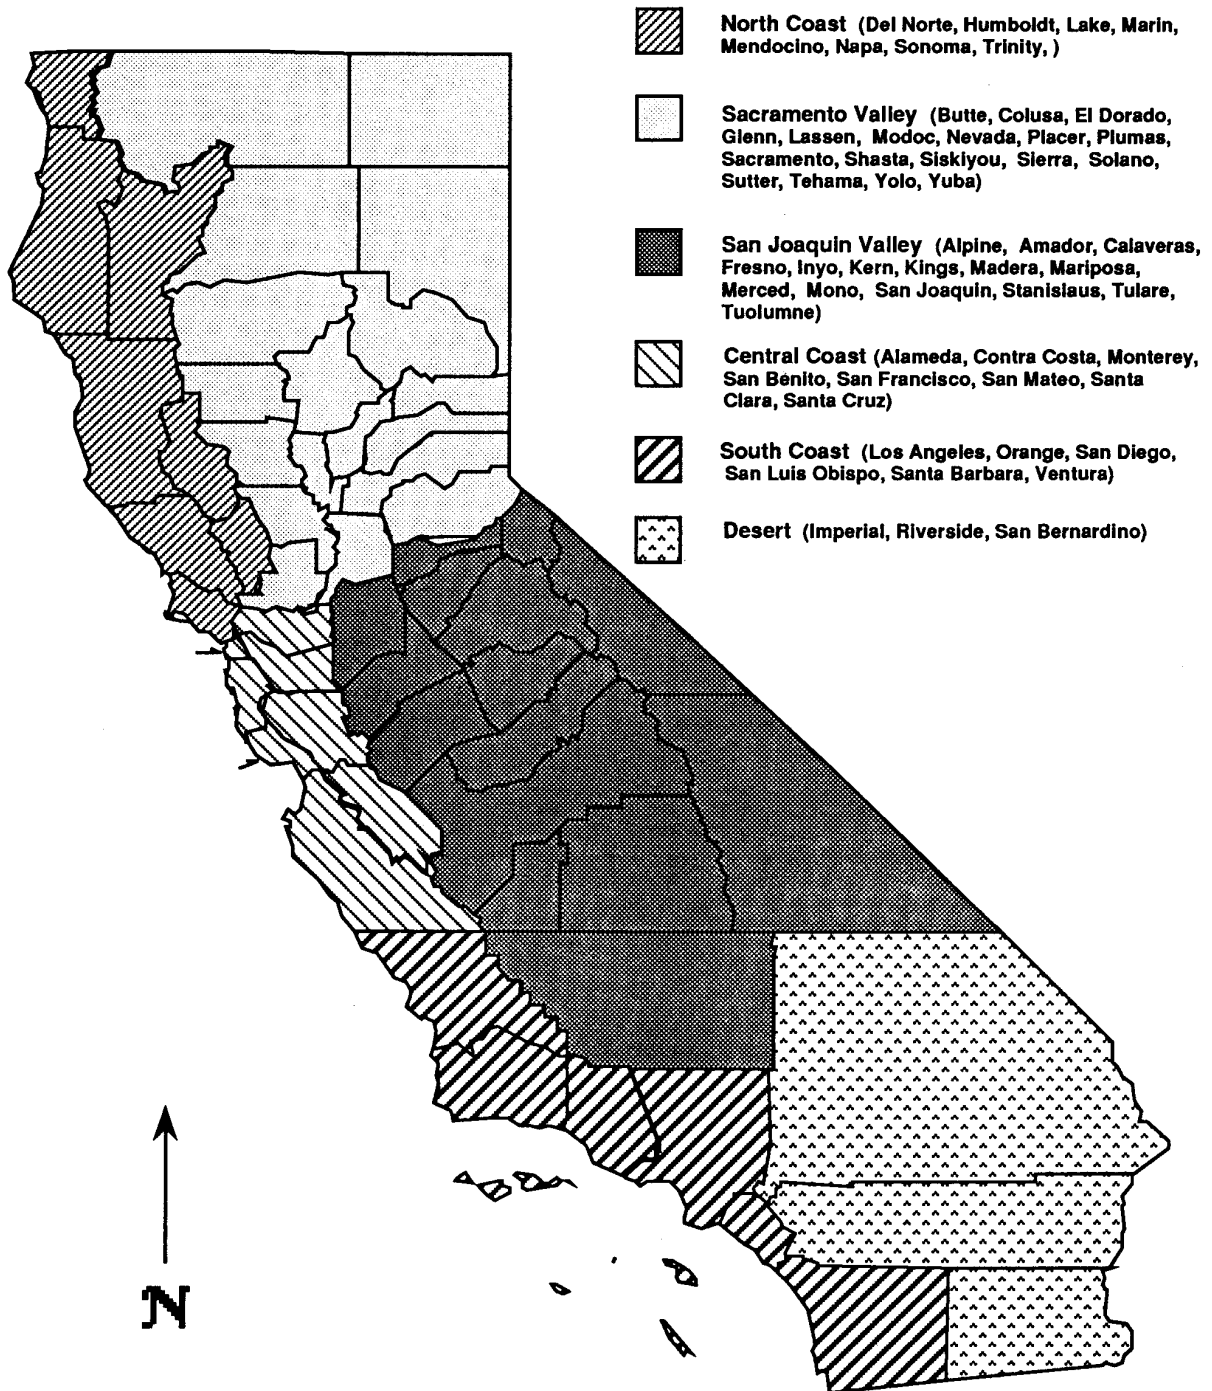 North Coast (Del Norte, Humboldt, Lake, Marin,
Mendocino, Napa, Sonoma, Trinity, )
Sacramento Valley (Butte, Colusa, El Dorado,
Glenn, Lassen, Modoc, Nevada, Placer, Plumas,
Sacramento, Shasta, Siskiyou, Sierra, Solano,
Sutter, Tehama, Yolo, Yuba)
San Joaquin Valley (Alpine, Amador, Calaveras,
Fresno, Inyo, Kern, Kings, Madera, Mariposa,
Merced, Mono, San Joaquin, Stanislaus, Tulare,
Tuolumne)
Central Coast (Alameda, Contra Costa, Monterey,
San Benito, San Francisco, San Mateo, Santa
Clara, Santa Cruz)
South Coast (Los Angeles, Orange, San Diego,
San Luis Obispo, Santa Barbara, Ventura)
Desert (Imperial, Riverside, San Bernardino)
N